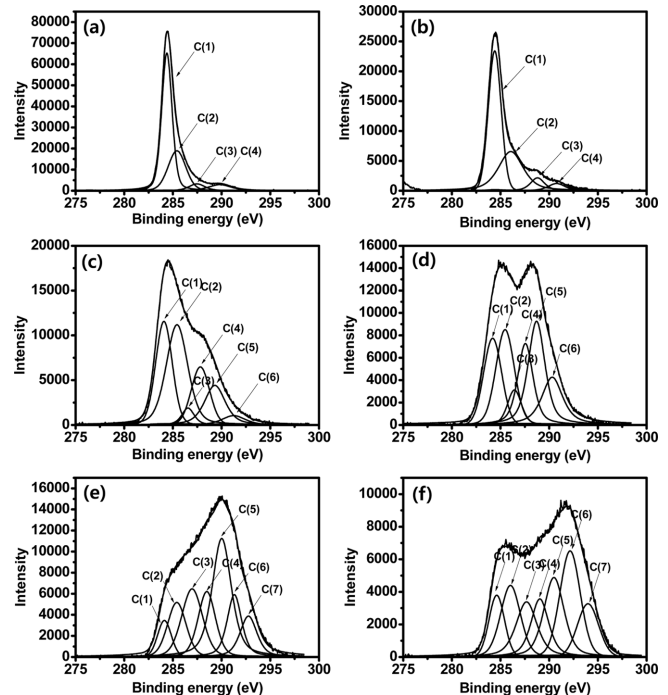 (a)
80000
70000
60000
50000
40000
30000
20000
10000
0
Intensity
C(1)
C(2)
C(3) C(4)
275 280 285 290 295 300
Binding energy (eV)
(b)
30000
25000
20000
15000
10000
5000
0
Intensity
C(1)
C(2)
C(3)
C(4)
275 280 285 290 295 300
Binding energy (eV)
(c)
20000
15000
10000
5000
0
Intensity
C(1)
C(2)
C(4)
C(5)
C(3)
C(6)
275 280 285 290 295 300
Binding energy (eV)
(d)
16000
14000
12000
10000
8000
6000
4000
2000
0
Intensity
C(5)
C(2)
C(1)
C(4)
C(6)
C(3)
275 280 285 290 295 300
Binding energy (eV)
(e)
16000
14000
12000
10000
8000
6000
4000
2000
0
Intensity
C(5)
C(2)
C(3)
C(4)
C(6)
C(1)
C(7)
275 280 285 290 295 300
Binding energy (eV)
(f)
10000
8000
6000
4000
2000
0
Intensity
C(6)
C(5)
C(2)
C(1)
C(3)
C(4)
C(7)
275 280 285 290 295 300
Binding energy (eV)